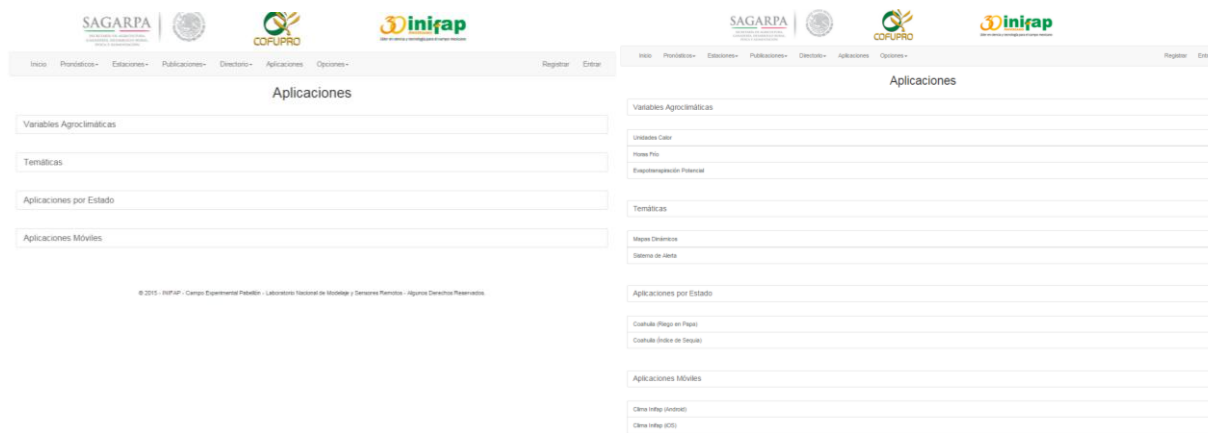 SAGARPA
COFUPRO
30 inifap
Inicio Pronósticos Estaciones Publicaciones Directorio Aplicaciones Opciones Registrar Entrar
Aplicaciones
Variables Agroclimáticas
Temáticas
Aplicaciones por Estado
Aplicaciones Móviles
© 2015 - INIFAP - Campo Experimental Pabellón - Laboratorio Nacional de Modelaje y Sensores Remotos - Algunos Derechos Reservados.
SAGARPA
COFUPRO
30 inifap
Inicio Pronósticos Estaciones Publicaciones Directorio Aplicaciones Opciones Registrar
Aplicaciones
Variables Agroclimáticas
Unidades Calor
Horas Frío
Evapotranspiración Potencial
Temáticas
Mapas Dinámicos
Sistema de Alerta
Aplicaciones por Estado
Coahuila (Riego en Papa)
Coahuila (Índice de Sequía)
Aplicaciones Móviles
Clima Inifap (Android)
Clima Inifap (iOS)